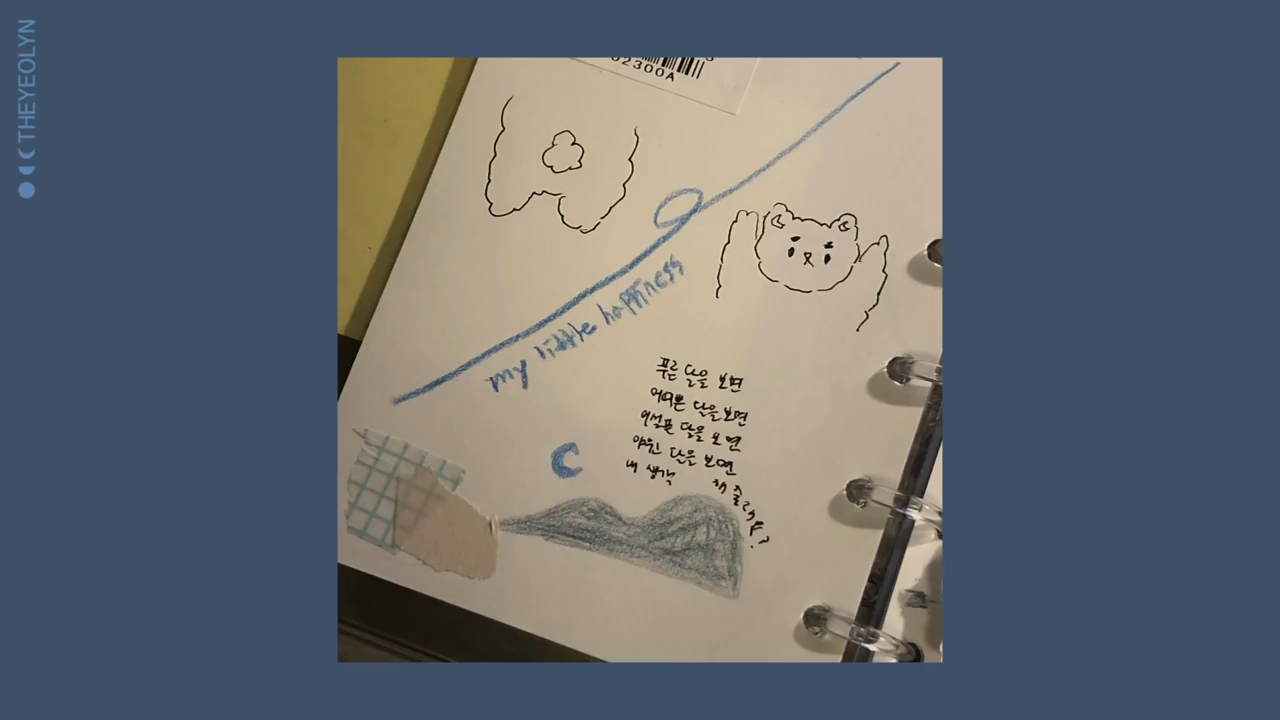 THEYEOLYN
02300A
my little happiness
푸른 달을 보면
어여쁜 달을 보면
어설픈 달을 보면
야윈 달을 보면
내 생각
해 줄래요?